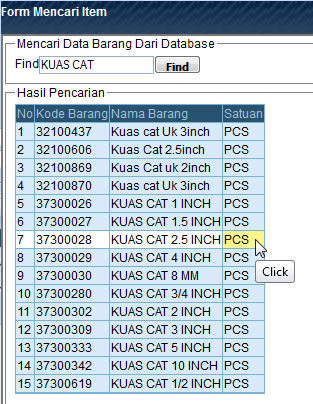 Form Mencari Item
Mencari Data Barang Dari Database
Find KUAS CAT Find
Hasil Pencarian
No Kode Barang Nama Barang Satuan
1 32100437 Kuas cat Uk 3inch PCS
2 32100606 Kuas Cat 2.5inch PCS
3 32100869 Kuas Cat uk 2inch PCS
4 32100870 Kuas cat Uk 3inch PCS
5 37300026 KUAS CAT 1 INCH PCS
6 37300027 KUAS CAT 1.5 INCH PCS
7 37300028 KUAS CAT 2.5 INCH PCS
8 37300029 KUAS CAT 4 INCH PCS
9 37300030 KUAS CAT 8 MM PCS
10 37300280 KUAS CAT 3/4 INCH PCS
11 37300302 KUAS CAT 2 INCH PCS
12 37300309 KUAS CAT 3 INCH PCS
13 37300333 KUAS CAT 5 INCH PCS
14 37300342 KUAS CAT 10 INCH PCS
15 37300619 KUAS CAT 1/2 INCH PCS
Click